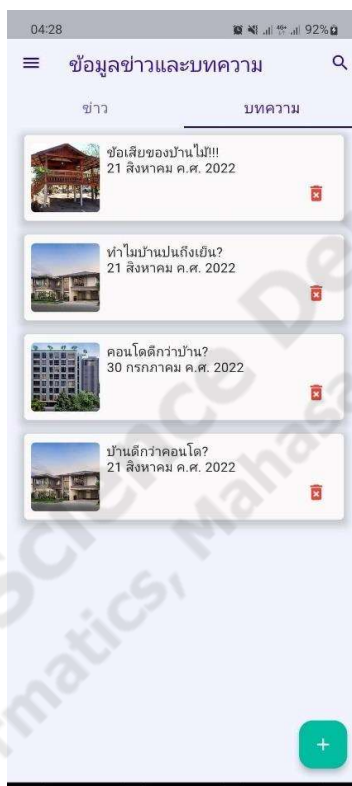 04:28
92%
ข้อมูลข่าวและบทความ
ข่าว
บทความ
ข้อเสียของบ้านไม้!!!
21 สิงหาคม ค.ศ. 2022
ทำไมบ้านปูนถึงเย็น?
21 สิงหาคม ค.ศ. 2022
คอนโดดีกว่าบ้าน?
30 กรกฎาคม ค.ศ. 2022
บ้านดีกว่าคอนโด?
21 สิงหาคม ค.ศ. 2022
Science De
rmatics, Mahasa